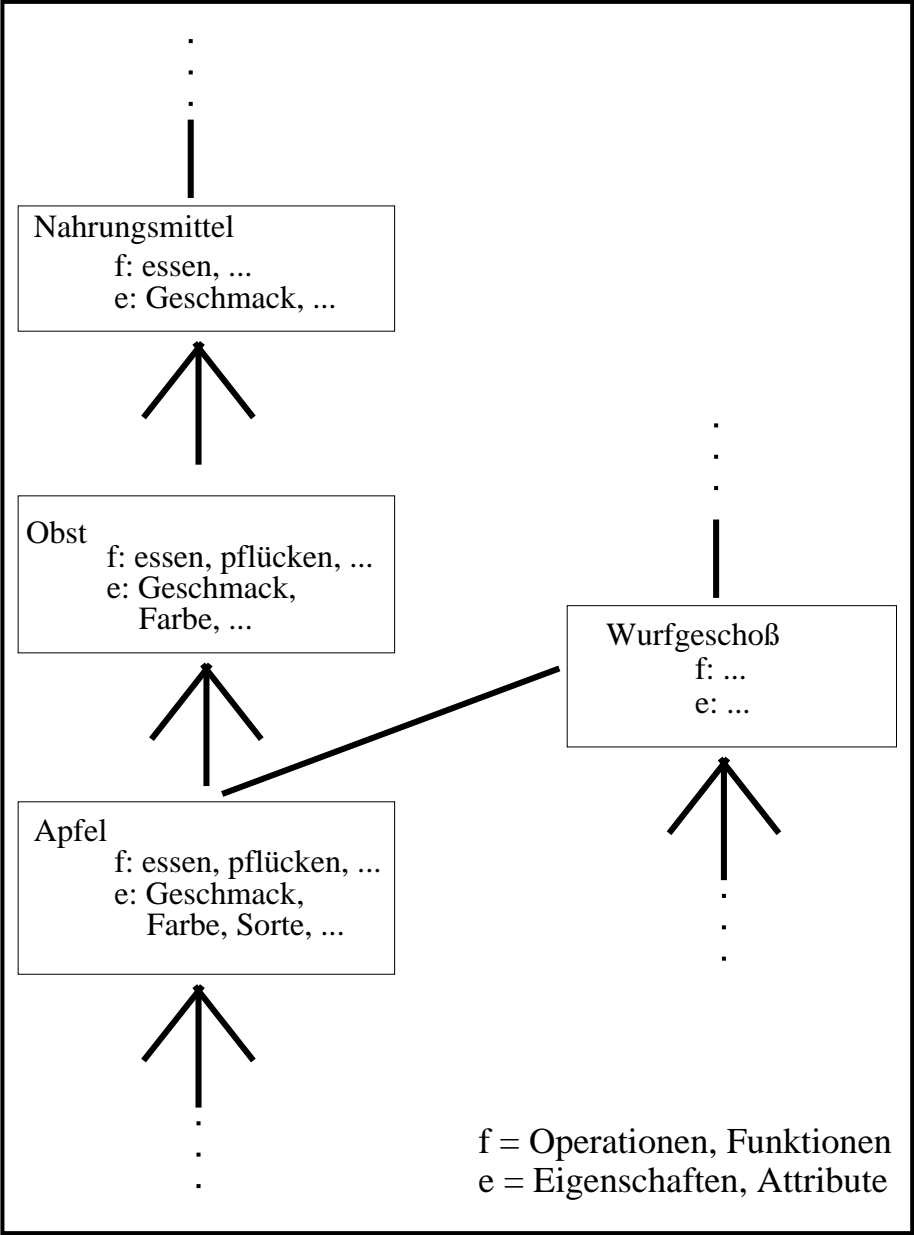 Nahrungsmittel
f: essen, ...
e: Geschmack, ...
Obst
f: essen, pflücken, ...
e: Geschmack,
Farbe, ...
Wurfgeschoß
f: ...
e: ...
Apfel
f: essen, pflücken, ...
e: Geschmack,
Farbe, Sorte, ...
f = Operationen, Funktionen
e = Eigenschaften, Attribute